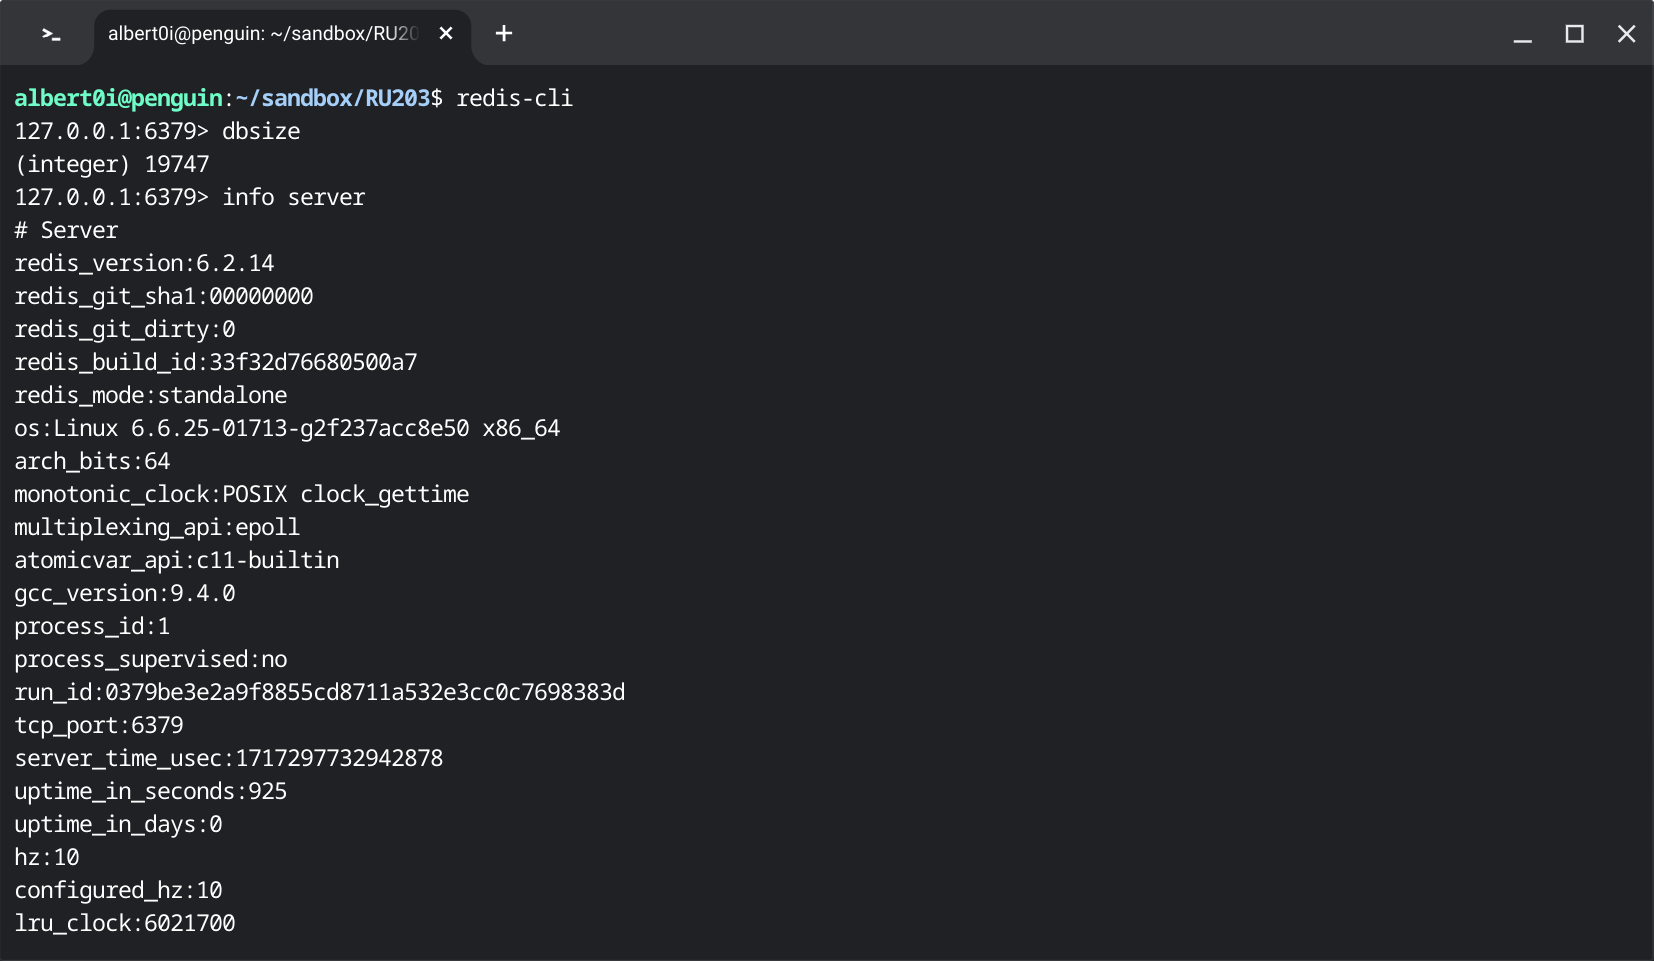 albert0i@penguin: ~/sandbox/RU20
albert0i@penguin:~/sandbox/RU203$ redis-cli
127.0.0.1:6379> dbsize
(integer) 19747
127.0.0.1:6379> info server
# Server
redis_version:6.2.14
redis_git_sha1:00000000
redis_git_dirty:0
redis_build_id:33f32d76680500a7
redis_mode:standalone
os:Linux 6.6.25-01713-g2f237acc8e50 x86_64
arch_bits:64
monotonic_clock:POSIX clock_gettime
multiplexing_api:epoll
atomicvar_api:c11-builtin
gcc_version:9.4.0
process_id:1
process_supervised:no
run_id:0379be3e2a9f8855cd8711a532e3cc0c7698383d
tcp_port:6379
server_time_usec:1717297732942878
uptime_in_seconds:925
uptime_in_days:0
hz:10
configured_hz:10
lru_clock:6021700